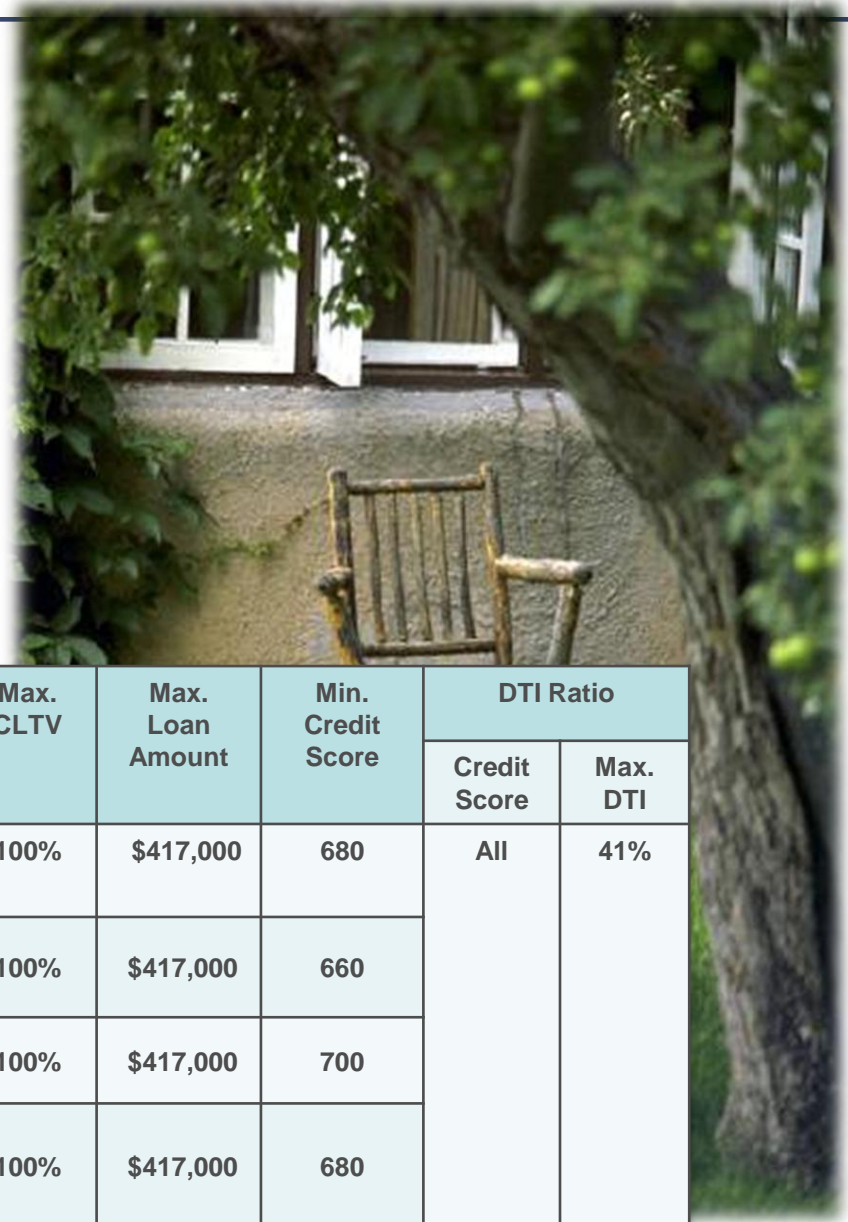 Max. Max. Min. DTI Ratio
CLTV Loan Credit
Amount Score
Credit Max.
Score DTI
100% $417,000 680 All 41%
100% $417,000 660
100% $417,000 700
100% $417,000 680